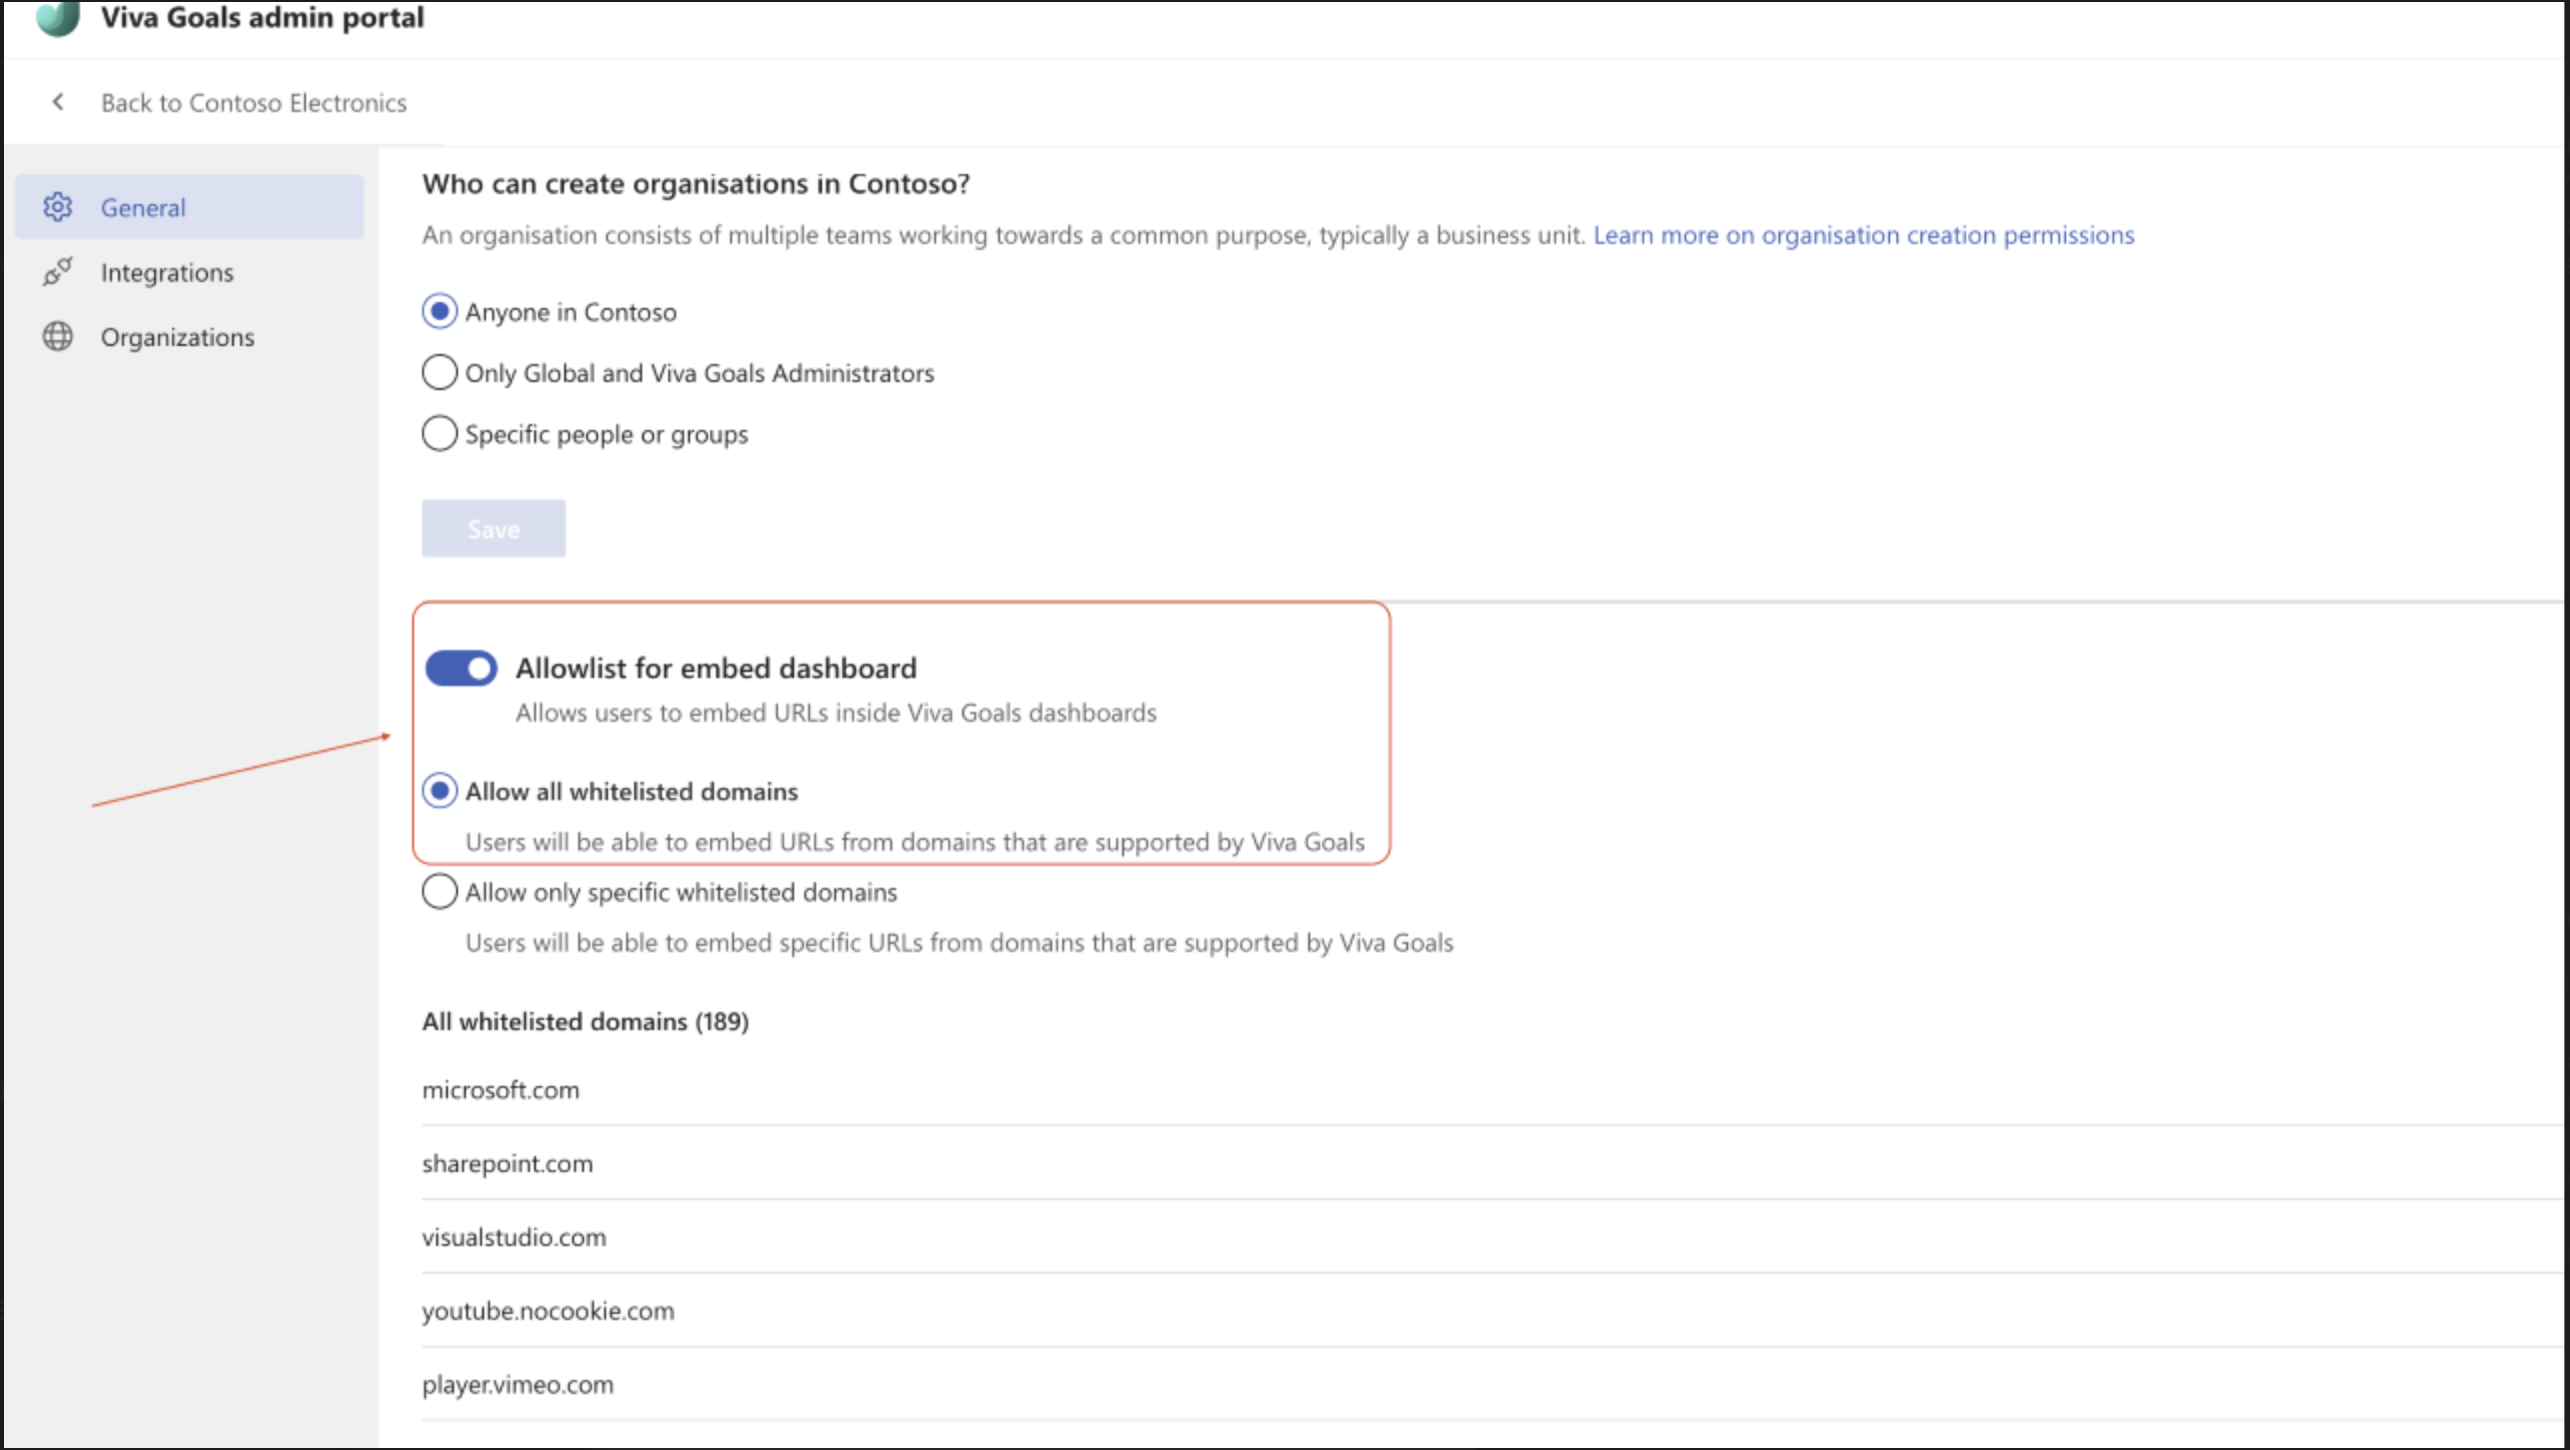 Viva Goals admin portal
Back to Contoso Electronics
General
Integrations
Organizations
Who can create organisations in Contoso?
An organisation consists of multiple teams working towards a common purpose, typically a business unit. Learn more on organisation creation permissions
Anyone in Contoso
Only Global and Viva Goals Administrators
Specific people or groups
Save
Allowlist for embed dashboard
Allows users to embed URLs inside Viva Goals dashboards
Allow all whitelisted domains
Users will be able to embed URLs from domains that are supported by Viva Goals
Allow only specific whitelisted domains
Users will be able to embed specific URLs from domains that are supported by Viva Goals
All whitelisted domains (189)
microsoft.com
sharepoint.com
visualstudio.com
youtube.nocookie.com
player.vimeo.com